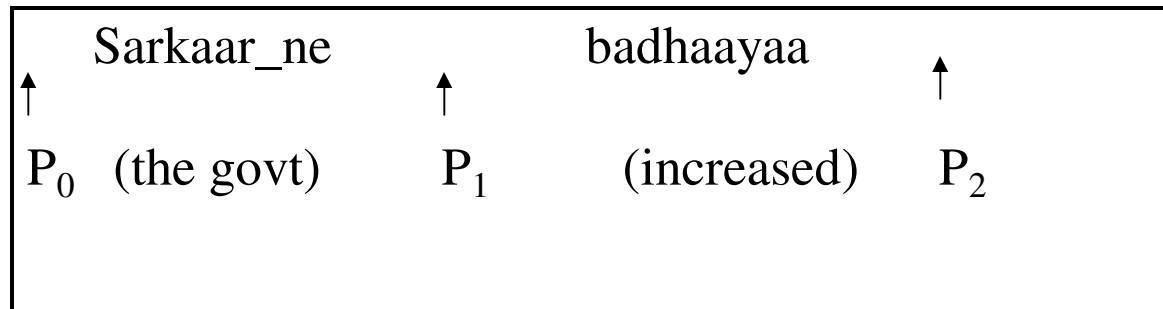 Sarkaar_ne badhaayaa
P₀ (the govt) P₁ (increased) P₂